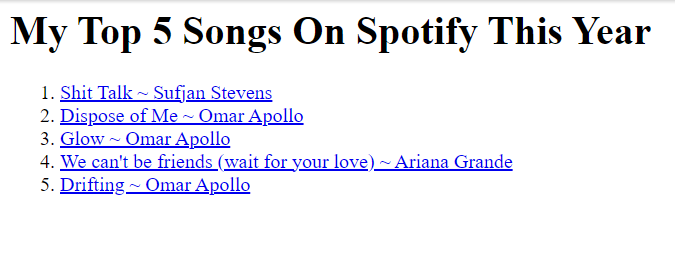 My Top 5 Songs On Spotify This Year
1. Shit Talk ~ Sufjan Stevens
2. Dispose of Me ~ Omar Apollo
3. Glow ~ Omar Apollo
4. We can't be friends (wait for your love) ~ Ariana Grande
5. Drifting ~ Omar Apollo